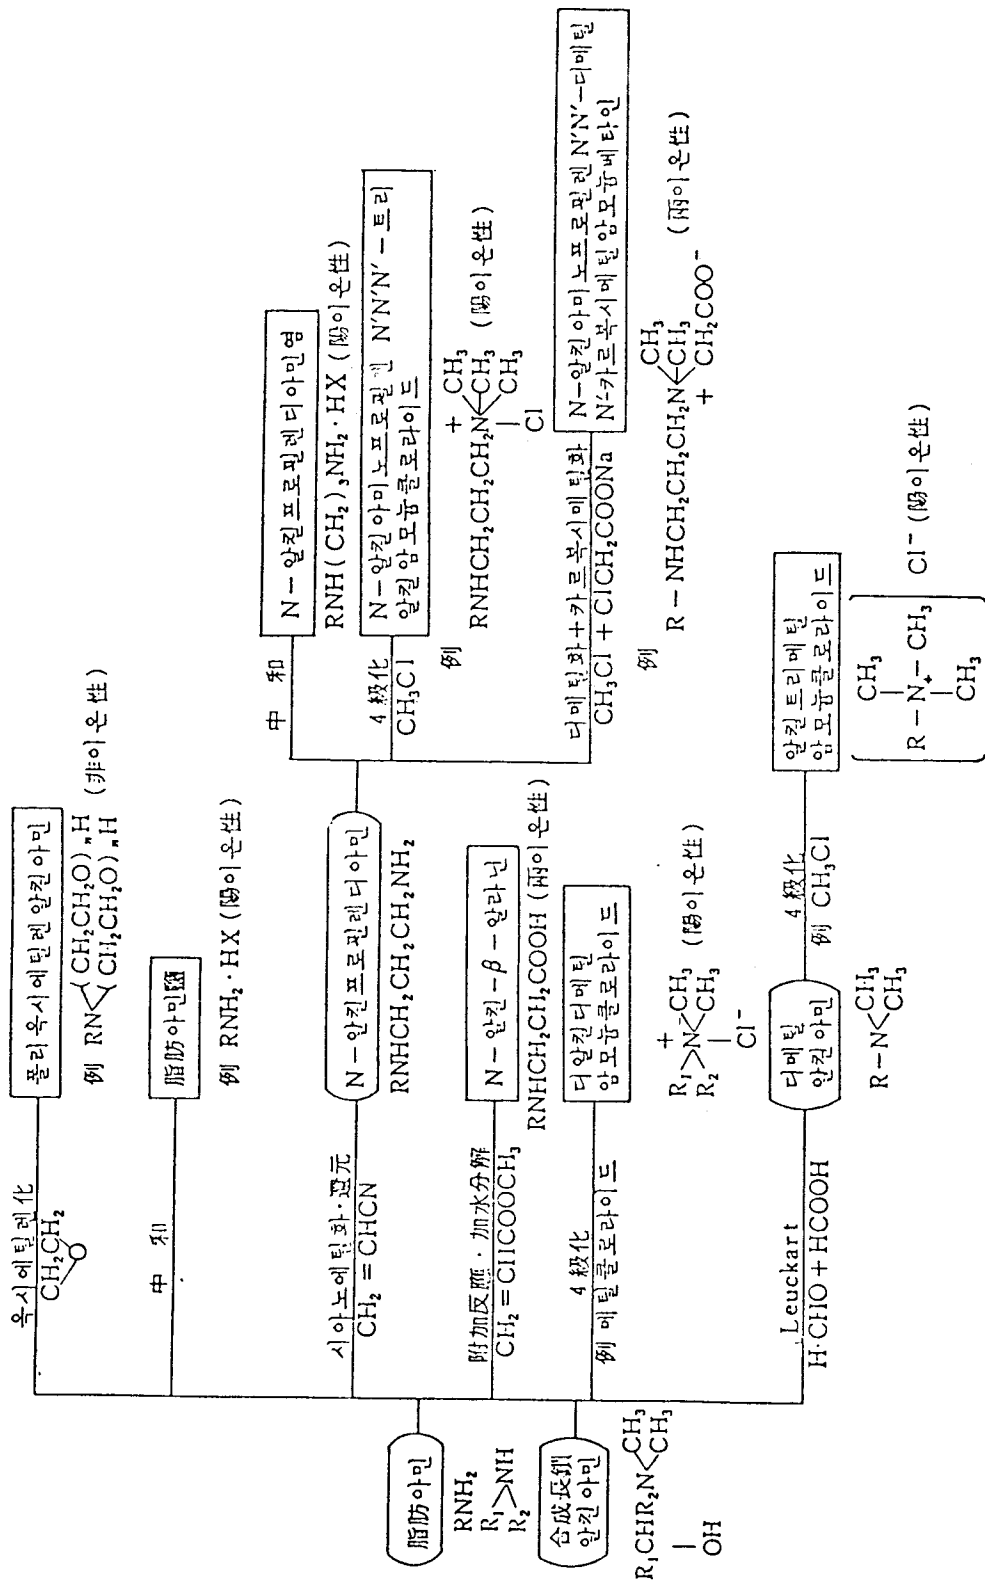 脂肪아민
RNH₂
R₁
R₂ >NH
合成長鎖
알킬아민
R₁CHR₂N<CH₃
CH₃
OH
옥시에틸렌化
CH₂CH₂
O
폴리옥시에틸렌알킬아민
例 RN<(CH₂CH₂O)ₙH
(CH₂CH₂O)ₙH
(非이온性)
中 和
脂肪아민鹽
例 RNH₂·HX (陽이온性)
시아노에틸화·還元
CH₂=CHCN
N-알킬프로필렌디아민
RNHCH₂CH₂CH₂NH₂
中 和
N-알킬프로필렌디아민염
RNH(CH₂)₃NH₂·HX (陽이온性)
4級化
CH₃Cl
N-알킬아미노프로필렌 N'N'N'-트리
알킬암모늄클로라이드
例
RNHCH₂CH₂CH₂N⁺ CH₃
CH₃
CH₃
Cl
(陽이온性)
디메틸화+카르복시메틸화
CH₃Cl + ClCH₂COONa
N-알킬아미노프로필렌 N'N'-디메틸
N'-카르복시메틸암모늄베타인
例
R-NHCH₂CH₂CH₂N⁺ CH₃
CH₃
CH₂COO⁻
(兩이온性)
附加反應·加水分解
CH₂=CHCOOCH₃
N-알킬-β-알라닌
RNHCH₂CH₂COOH (兩이온性)
4級化
例 메틸클로라이드
디알킬디메틸
암모늄클로라이드
R₁
R₂ >N⁺< CH₃
CH₃
Cl⁻
(陽이온性)
Leuckart
H·CHO + HCOOH
디메틸
알킬아민
R-N<CH₃
CH₃
4級化
例 CH₃Cl
알킬트리메틸
암모늄클로라이드
CH₃
R-N₊-CH₃
CH₃
Cl⁻ (陽이온性)